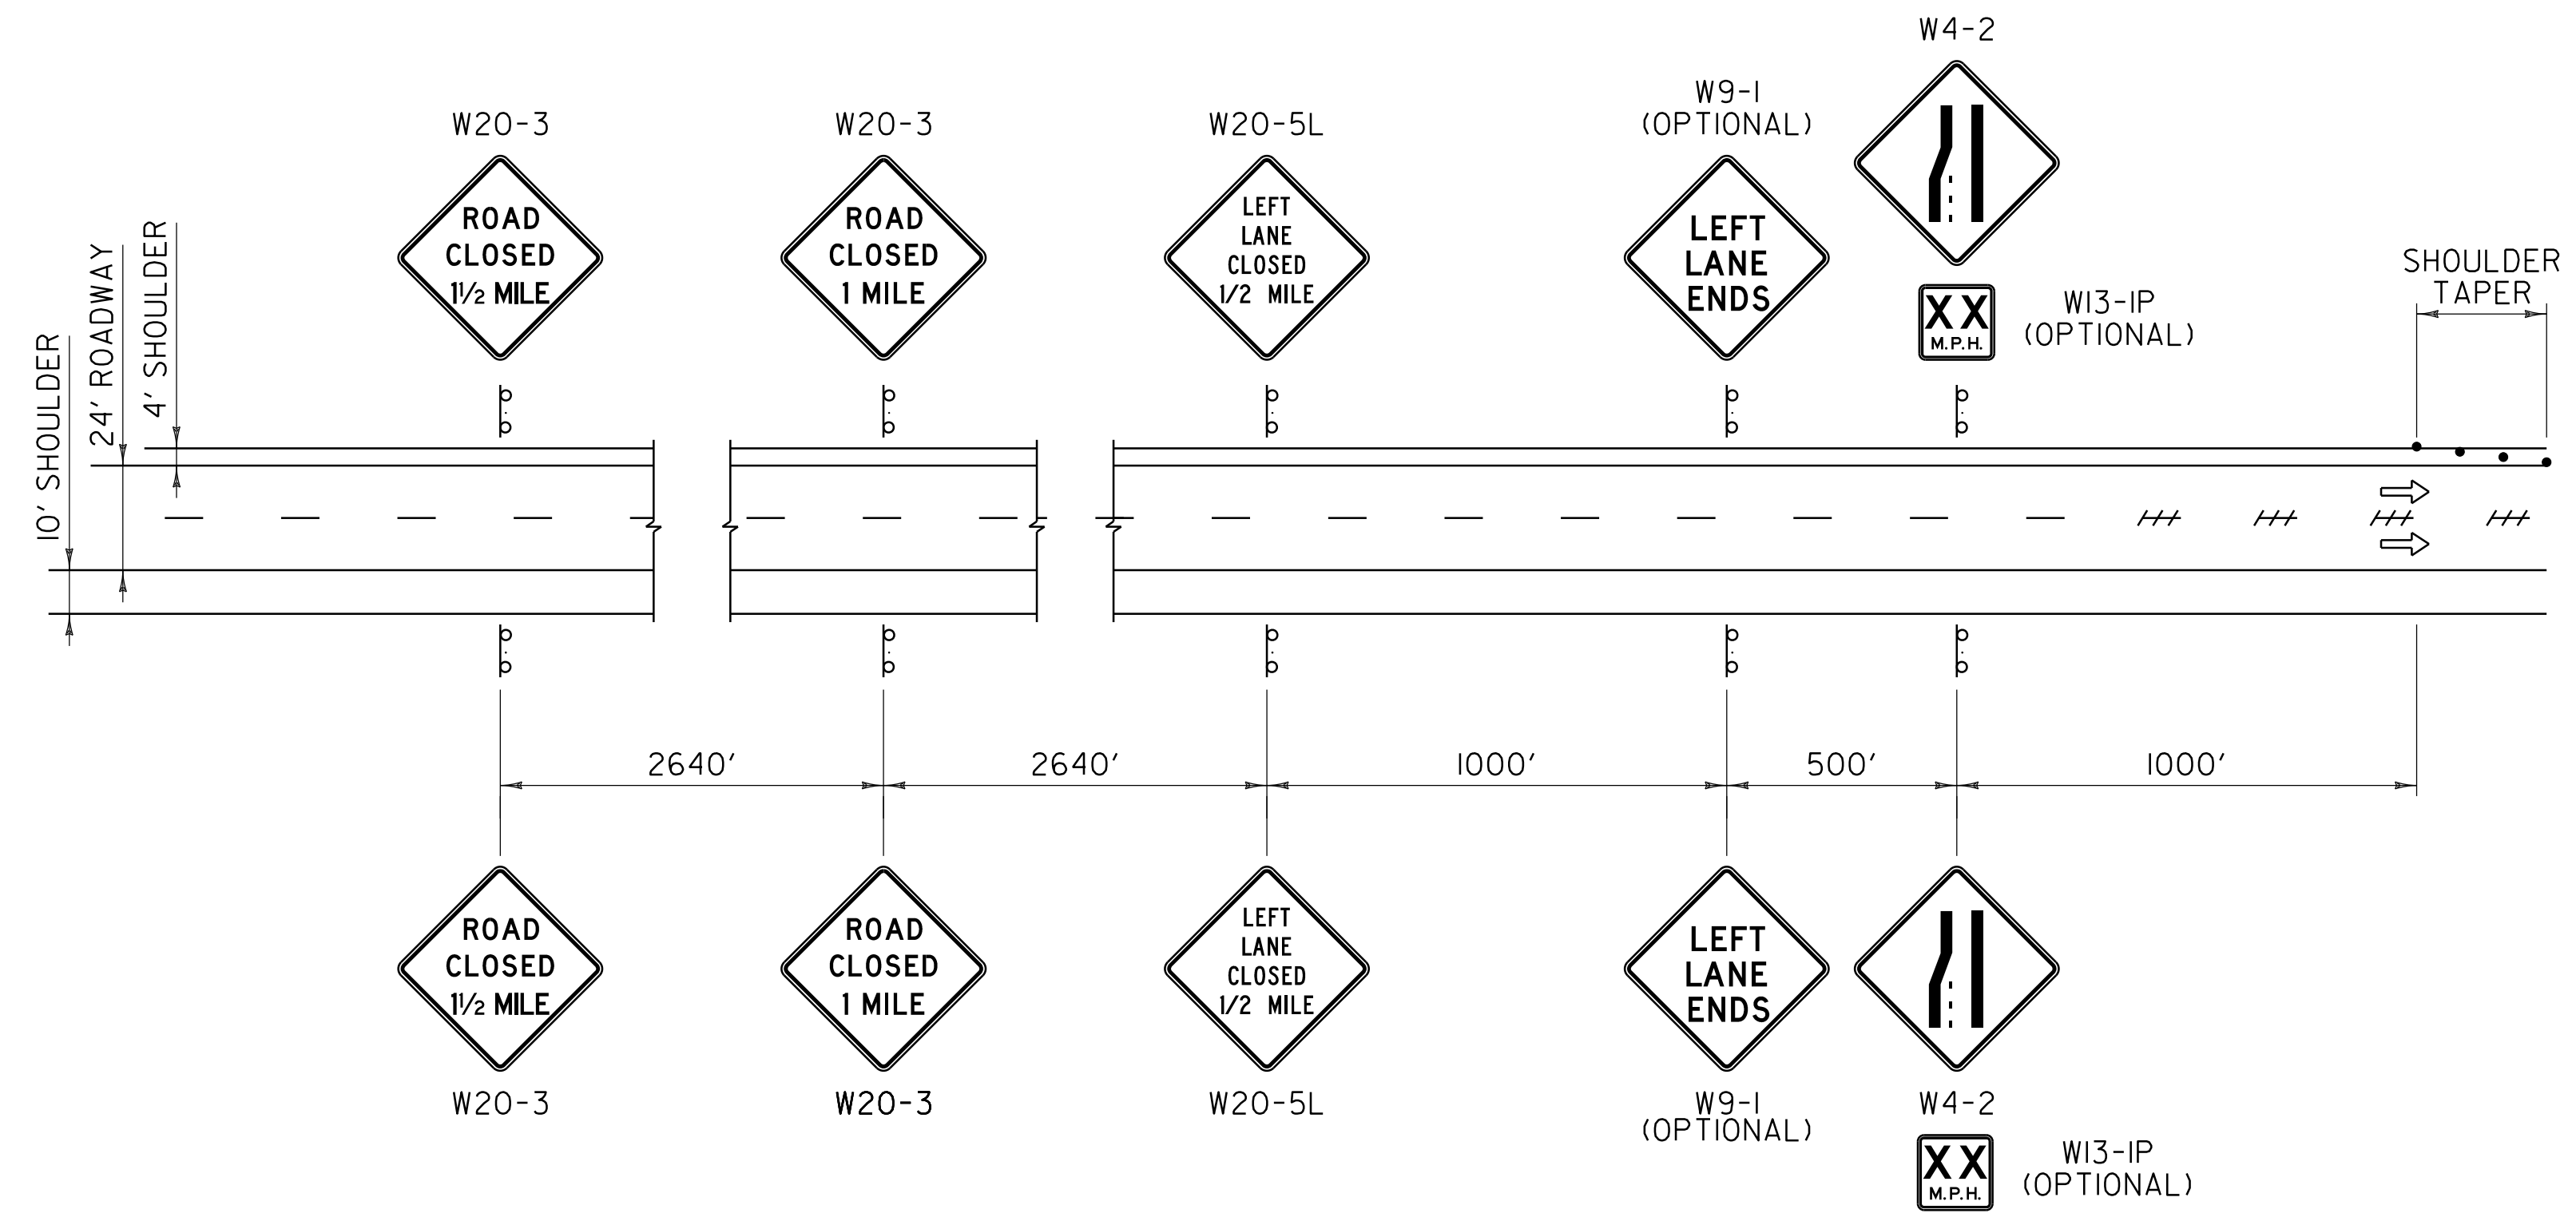 W4-2
W9-1
(OPTIONAL)
W20-3
W20-3
W20-5L
ROAD
CLOSED
1½ MILE
ROAD
CLOSED
1 MILE
LEFT
LANE
CLOSED
1/2 MILE
LEFT
LANE
ENDS
XX
M.P.H.
W13-1P
(OPTIONAL)
SHOULDER
TAPER
10' SHOULDER
24' ROADWAY
4' SHOULDER
2640'
2640'
1000'
500'
1000'
ROAD
CLOSED
1½ MILE
ROAD
CLOSED
1 MILE
LEFT
LANE
CLOSED
1/2 MILE
LEFT
LANE
ENDS
W20-3
W20-3
W20-5L
W9-1
(OPTIONAL)
W4-2
XX
M.P.H.
W13-1P
(OPTIONAL)